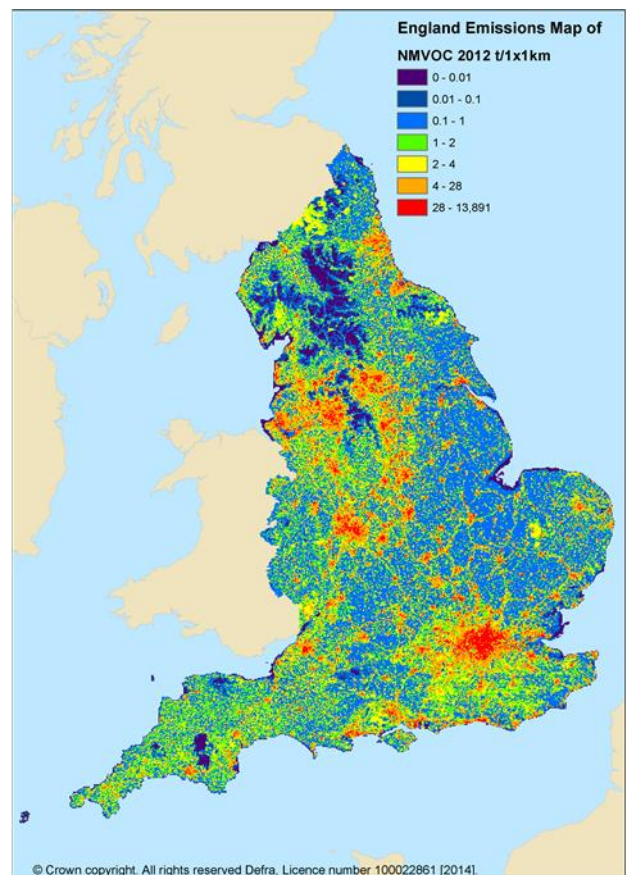 England Emissions Map of
NMVOC 2012 t/1x1km
0 - 0.01
0.01 - 0.1
0.1 - 1
1 - 2
2 - 4
4 - 28
28 - 13,891
© Crown copyright. All rights reserved Defra, Licence number 100022861 [2014].